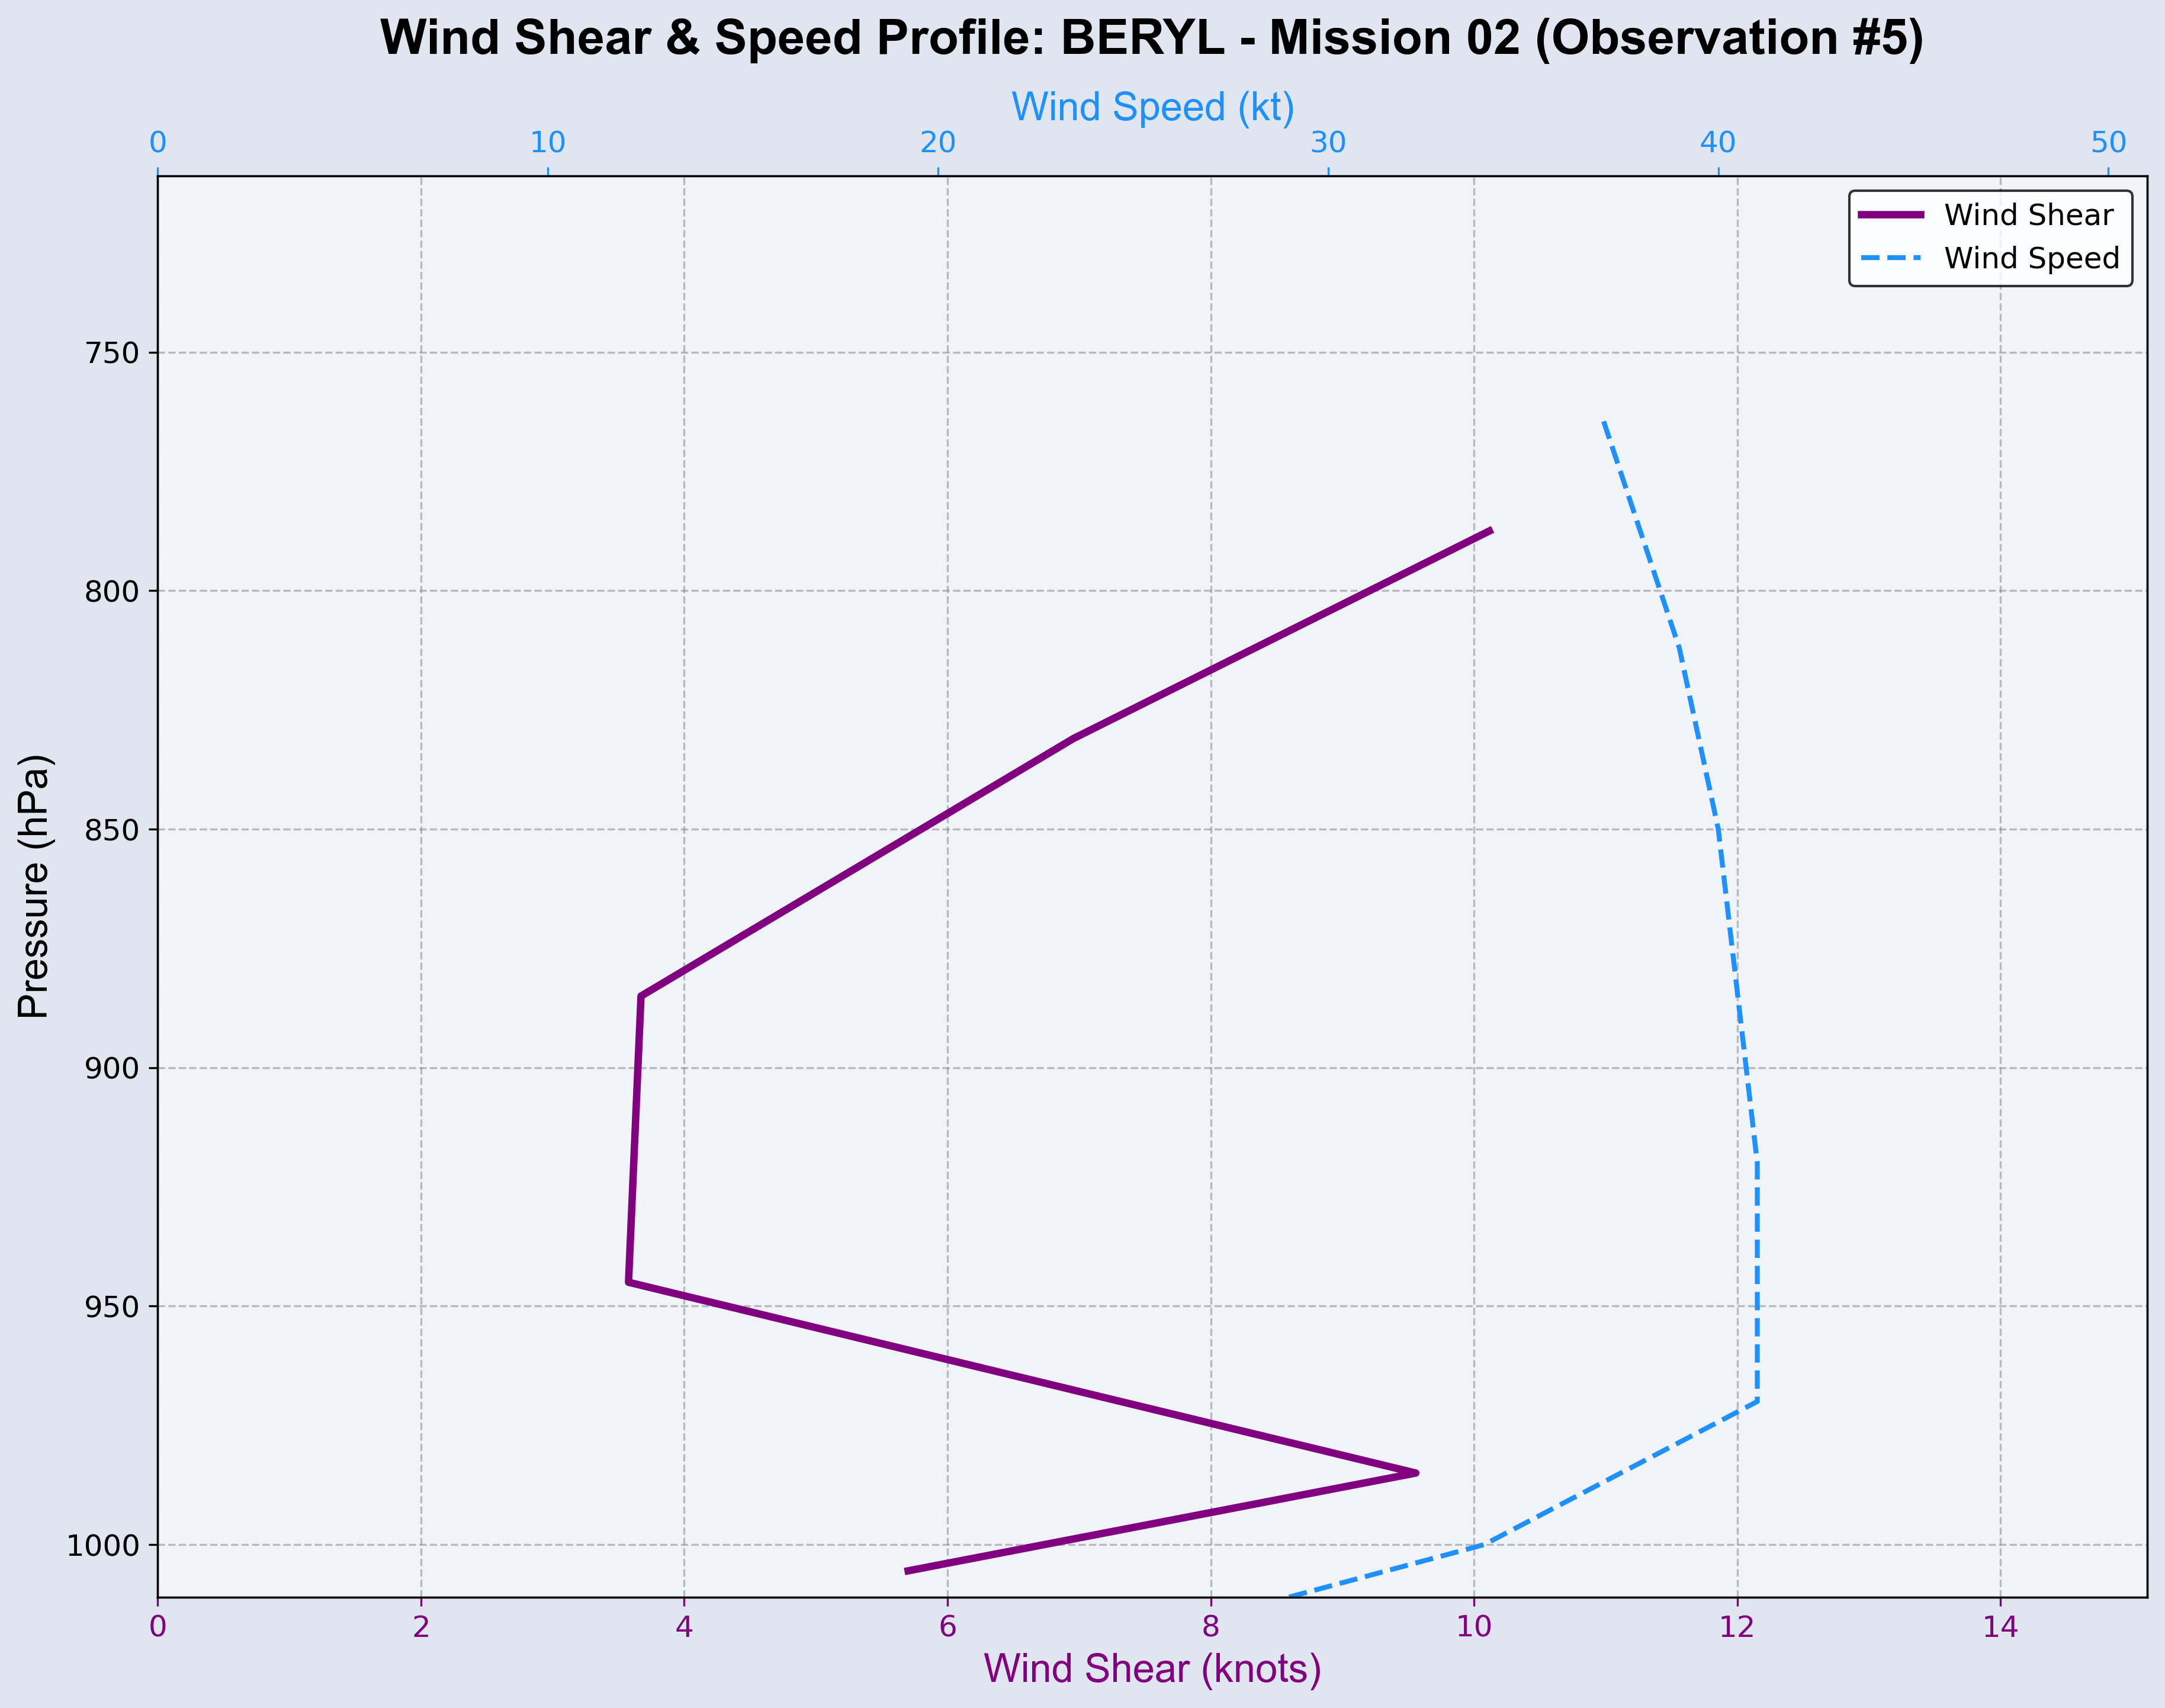 Wind Shear & Speed Profile: BERYL - Mission 02 (Observation #5)
Wind Speed (kt)
0 10 20 30 40 50
Wind Shear
Wind Speed
750
800
850
900
950
1000
Pressure (hPa)
0 2 4 6 8 10 12 14
Wind Shear (knots)